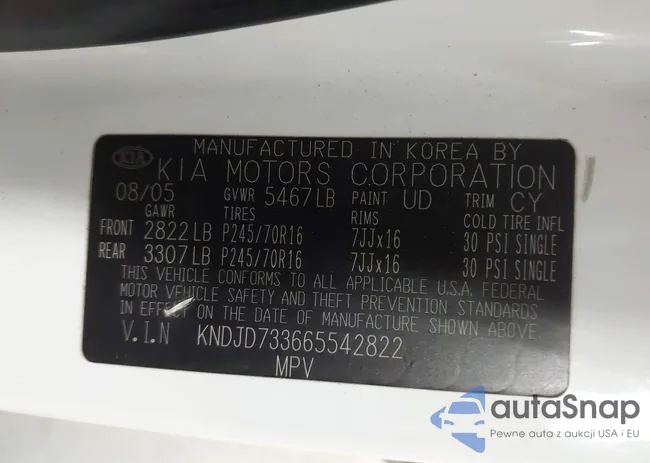 MANUFACTURED IN KOREA BY
KIA KIA MOTORS CORPORATION
08/05 GVWR 5467LB PAINT UD TRIM CY
GAWR TIRES RIMS COLD TIRE INFL
FRONT 2822LB P245/70R16 7JJx16 30 PSI SINGLE
REAR 3307LB P245/70R16 7JJx16 30 PSI SINGLE
THIS VEHICLE CONFORMS TO ALL APPLICABLE U.S.A. FEDERAL
MOTOR VEHICLE SAFETY AND THEFT PREVENTION STANDARDS
IN EFFECT ON THE DATE OF MANUFACTURE SHOWN ABOVE
V.I.N KNDJD733665542822
MPV
autaSnap
Pewne auta z aukcji USA i EU